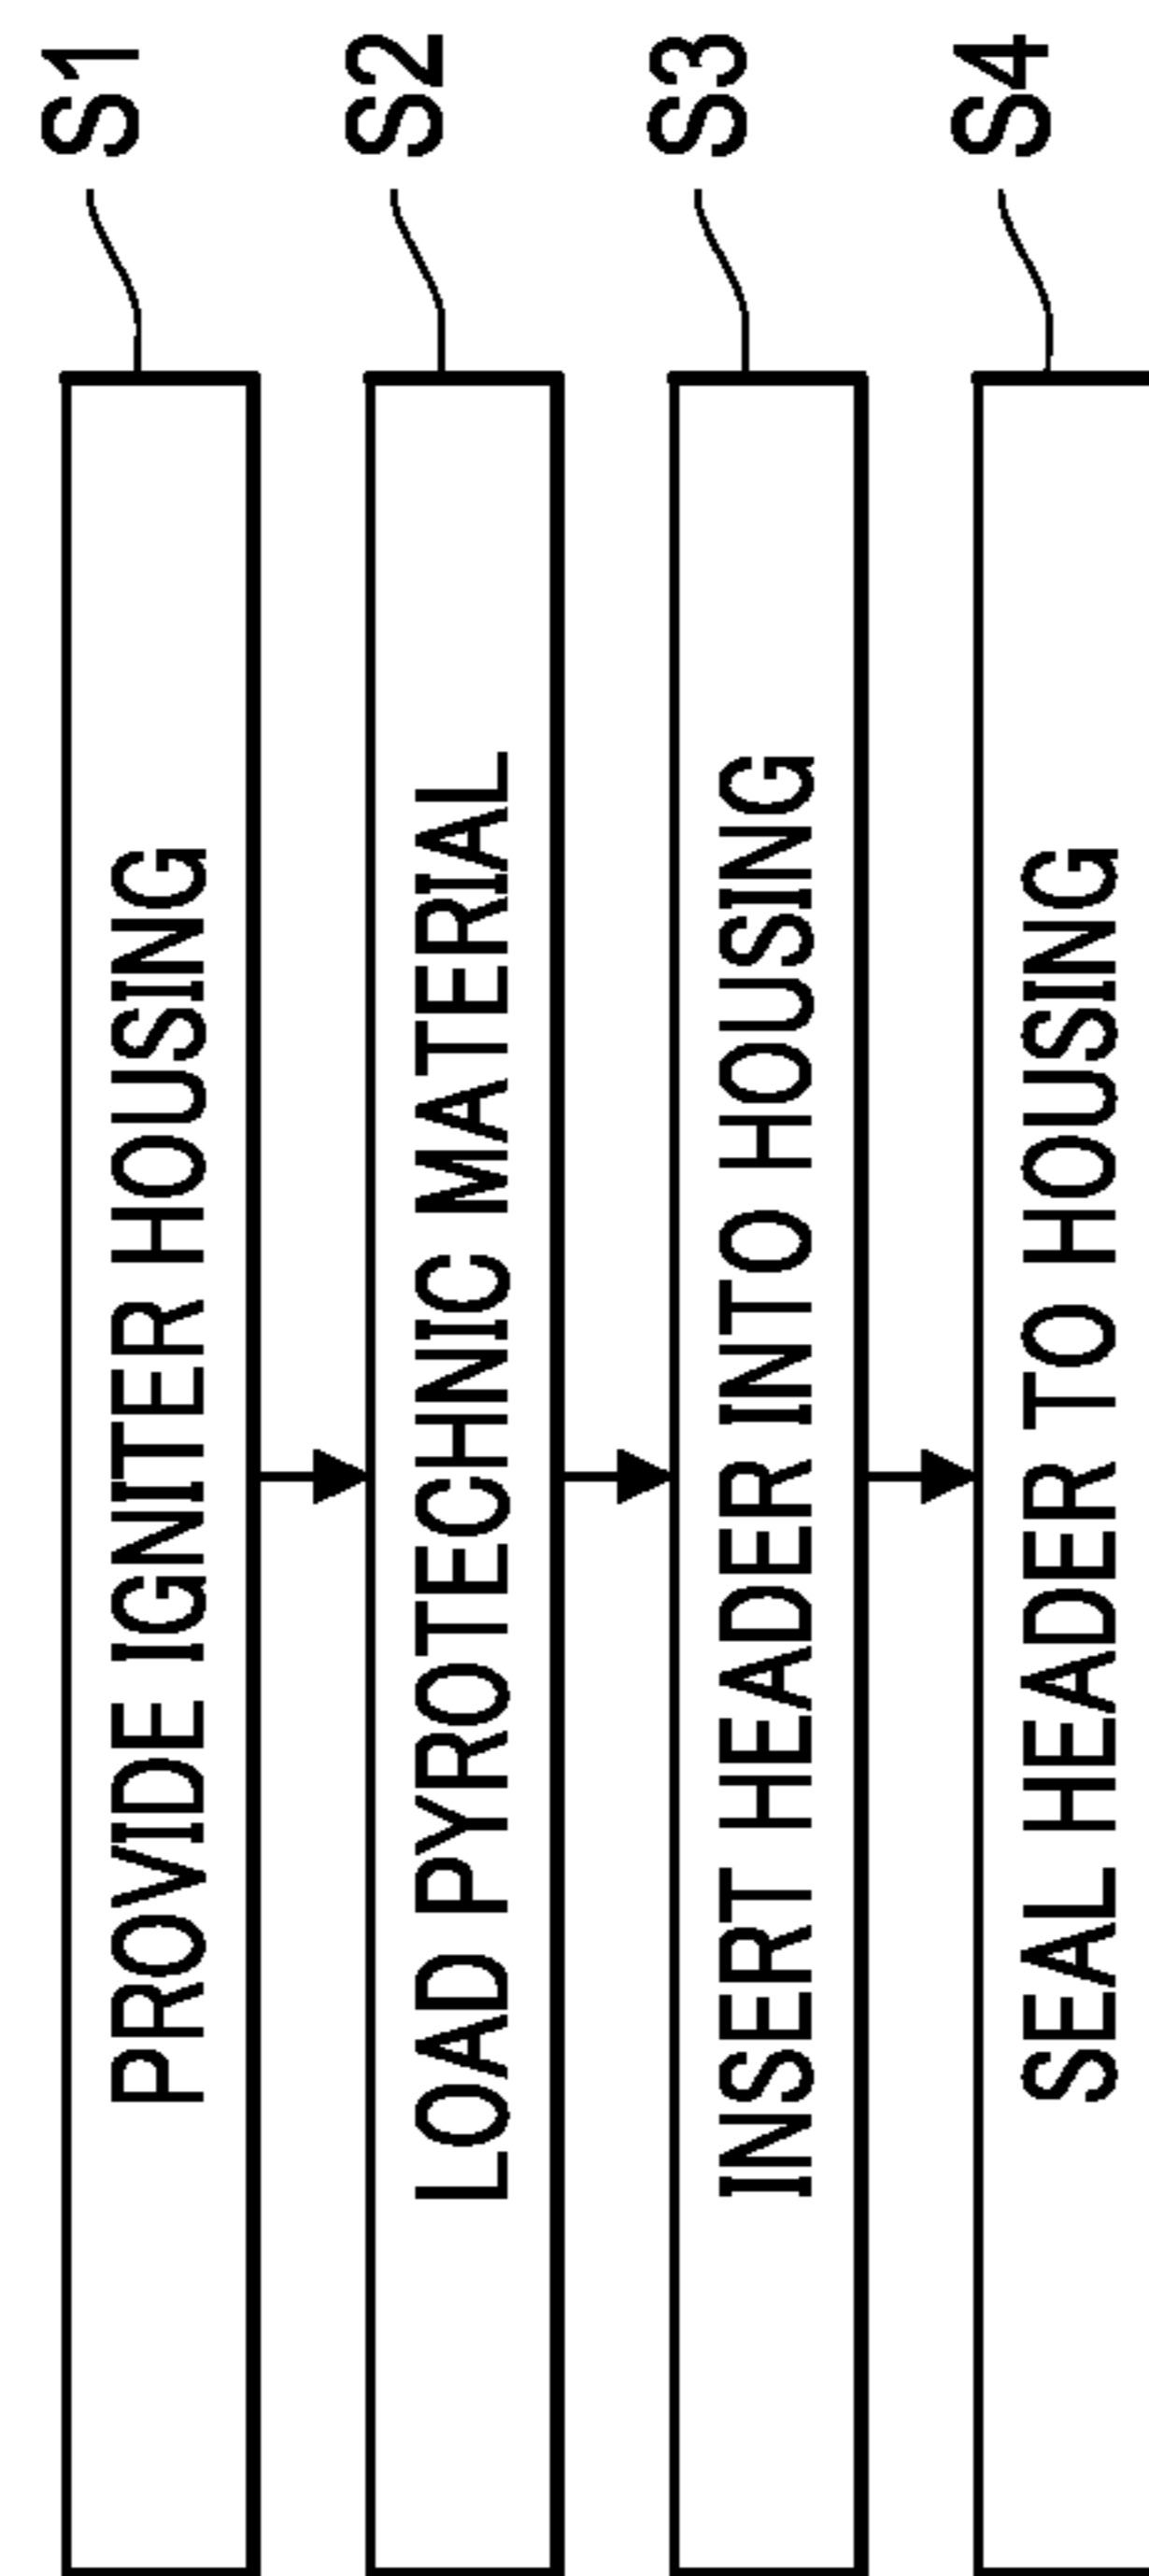 PROVIDE IGNITER HOUSING S1
LOAD PYROTECHNIC MATERIAL S2
INSERT HEADER INTO HOUSING S3
SEAL HEADER TO HOUSING S4